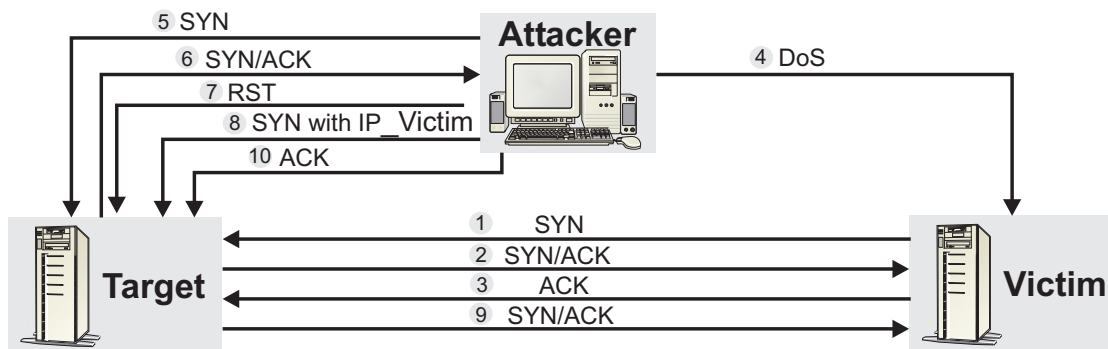 5 SYN
Attacker
6 SYN/ACK
4 DoS
7 RST
8 SYN with IP_Victim
10 ACK
1 SYN
2 SYN/ACK
Target
3 ACK
Victim
9 SYN/ACK